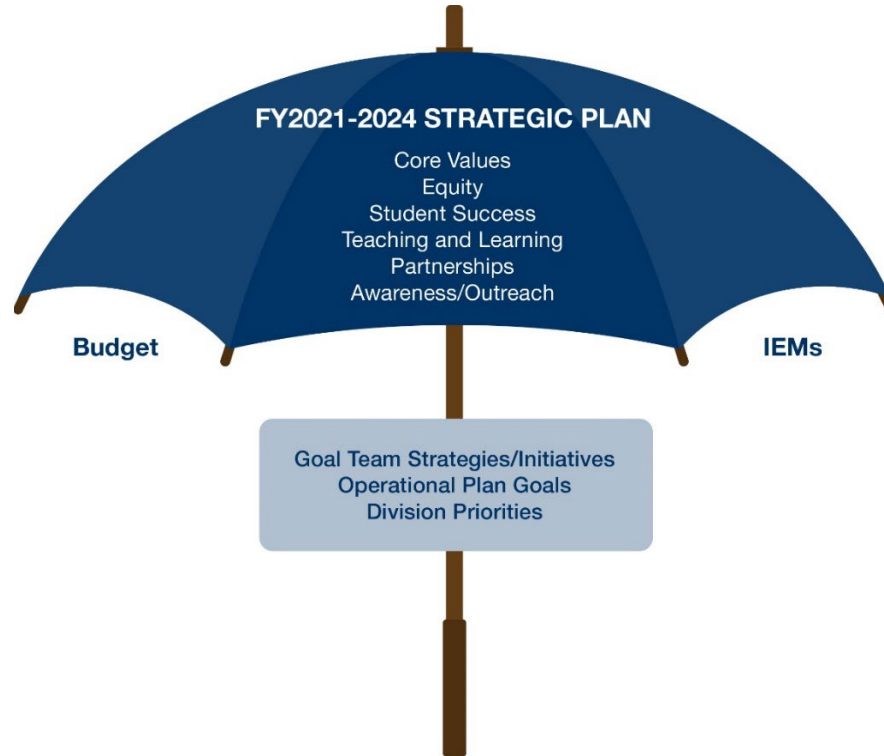 FY2021-2024 STRATEGIC PLAN
Core Values
Equity
Student Success
Teaching and Learning
Partnerships
Awareness/Outreach
Budget
IEMs
Goal Team Strategies/Initiatives
Operational Plan Goals
Division Priorities